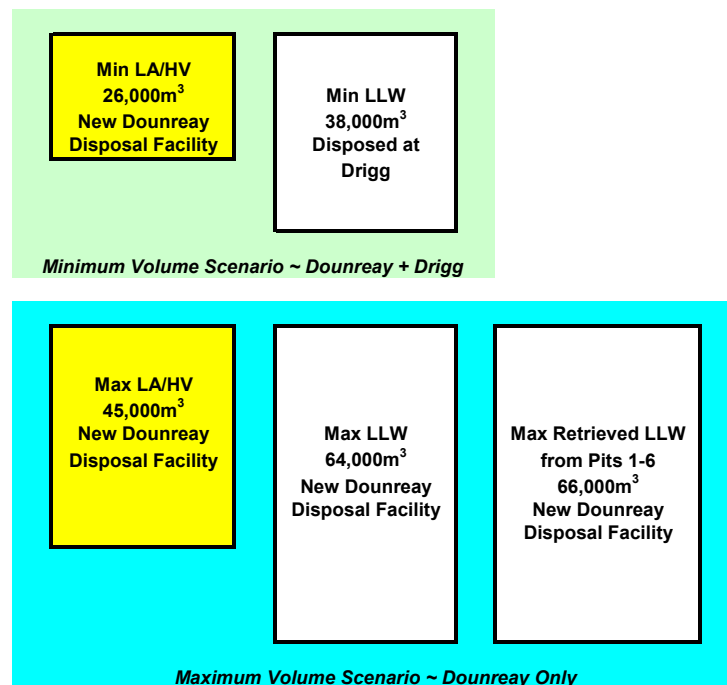 Min LA/HV
26,000m³
New Dounreay
Disposal Facility
Min LLW
38,000m³
Disposed at
Drigg
Minimum Volume Scenario ~ Dounreay + Drigg
Max LA/HV
45,000m³
New Dounreay
Disposal Facility
Max LLW
64,000m³
New Dounreay
Disposal Facility
Max Retrieved LLW
from Pits 1-6
66,000m³
New Dounreay
Disposal Facility
Maximum Volume Scenario ~ Dounreay Only